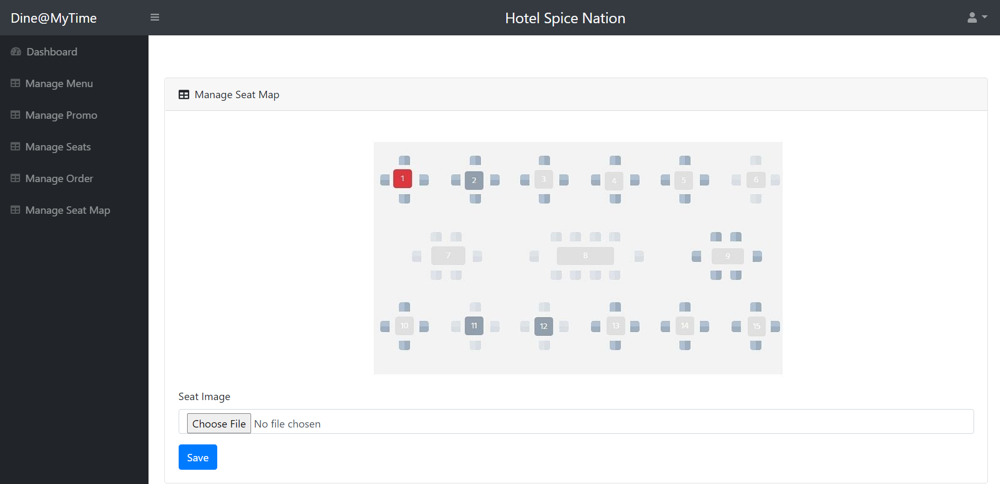 Dine@MyTime
Hotel Spice Nation
Dashboard
Manage Menu
Manage Promo
Manage Seats
Manage Order
Manage Seat Map
Manage Seat Map
1 2 3 4 5 6
7 8 9
10 11 12 13 14 15
Seat Image
Choose File No file chosen
Save